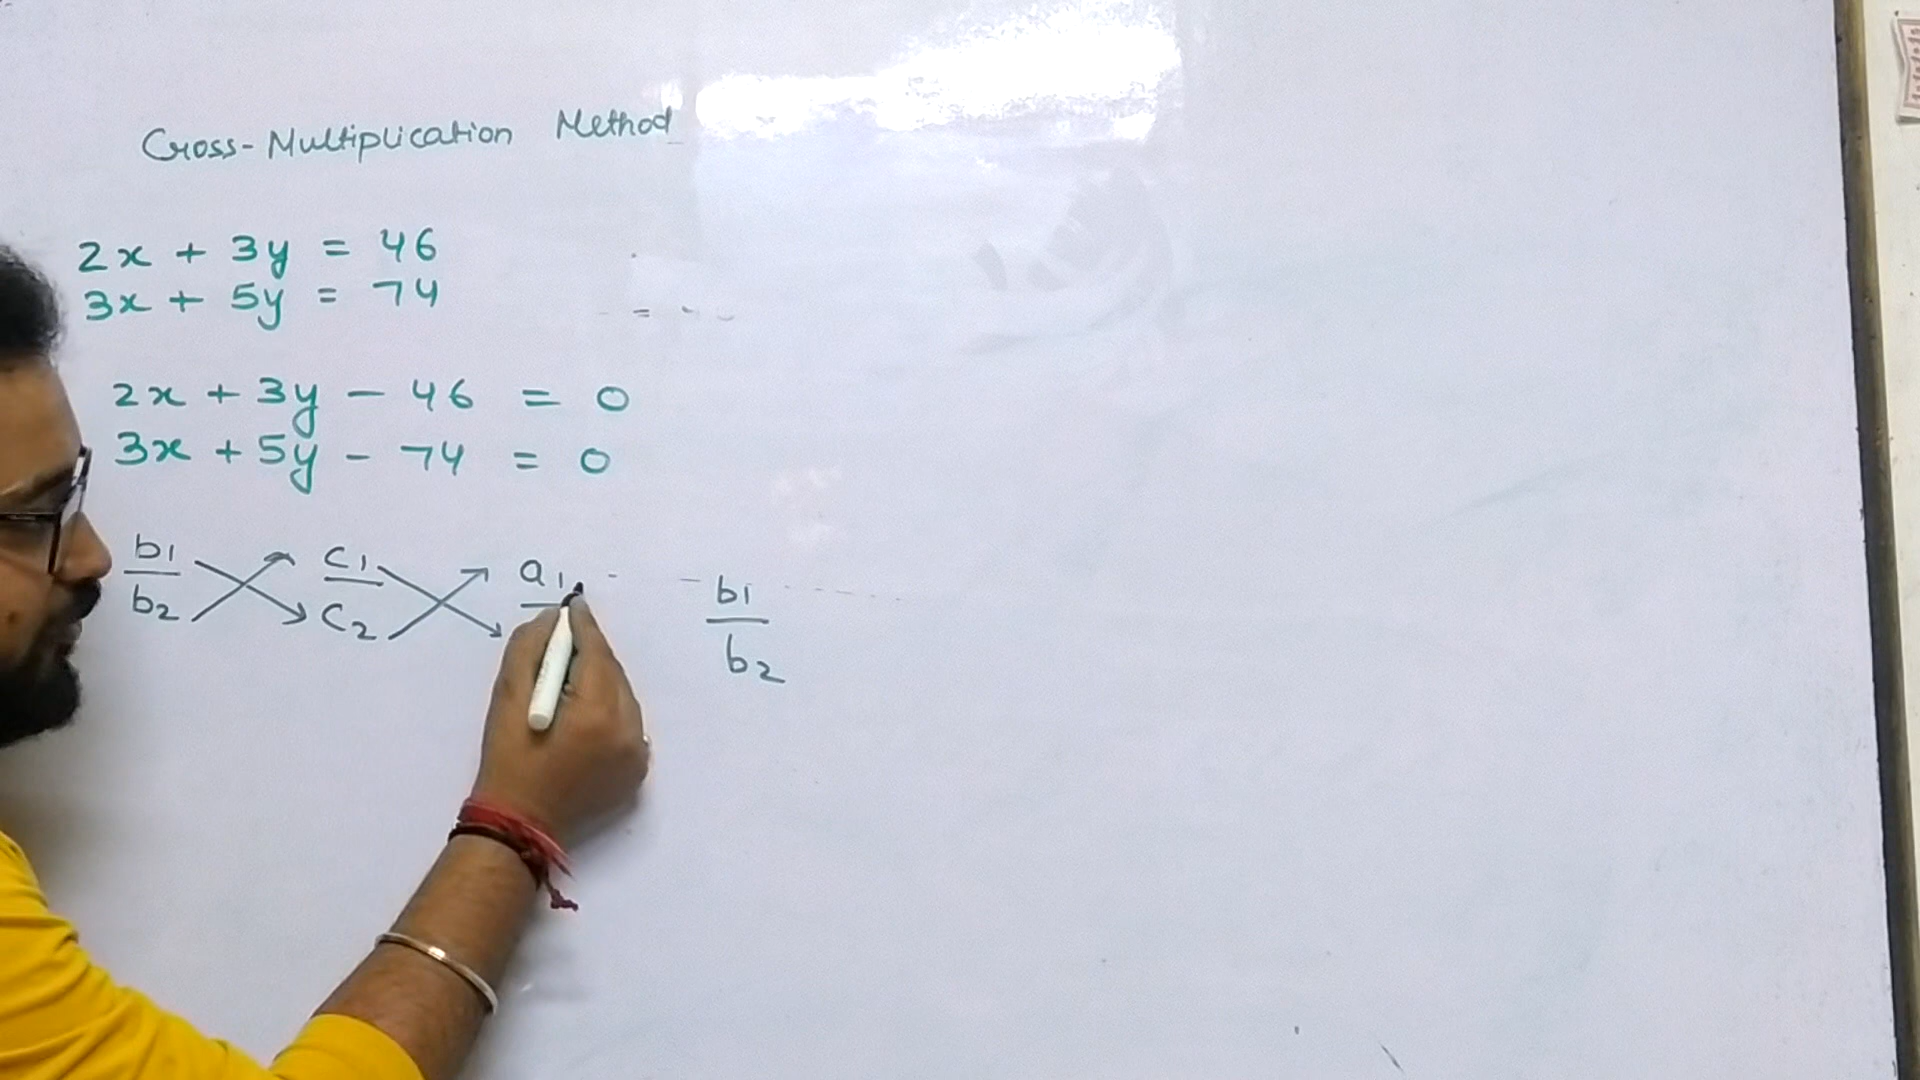 Cross-Multiplication Method
2x + 3y = 46
3x + 5y = 74
2x + 3y - 46 = 0
3x + 5y - 74 = 0
b1 c1 a1 b1
b2 c2 b2